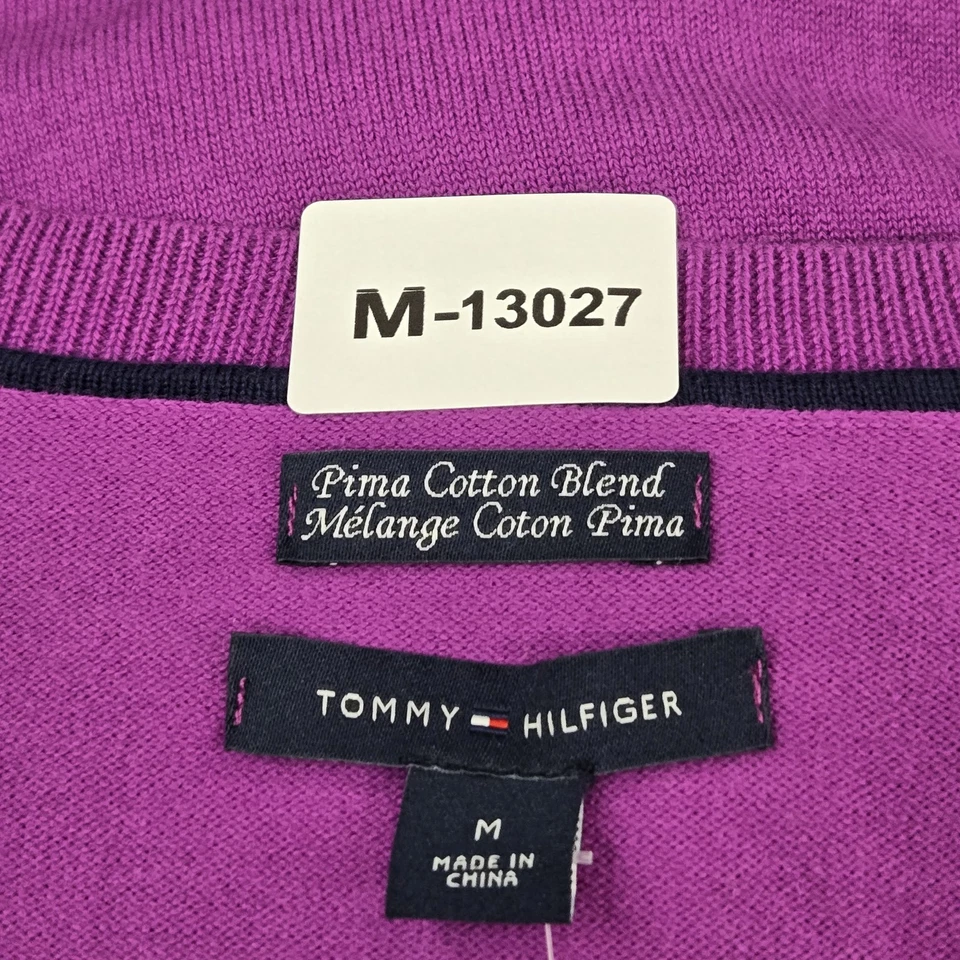 M-13027
Pima Cotton Blend
Mélange Coton Pima
TOMMY HILFIGER
M
MADE IN
CHINA